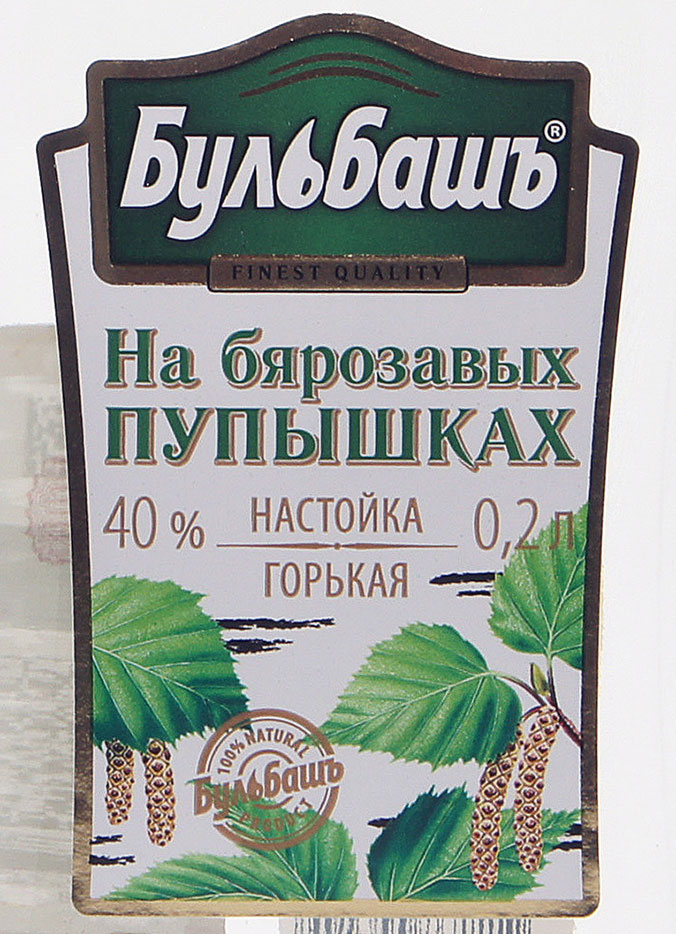 Бульбашъ®
FINEST QUALITY
На бярозавых
ПУПЫШКАХ
40 %
НАСТОЙКА
ГОРЬКАЯ
0,2 л
100% NATURAL
Бульбашъ
PRODUCT